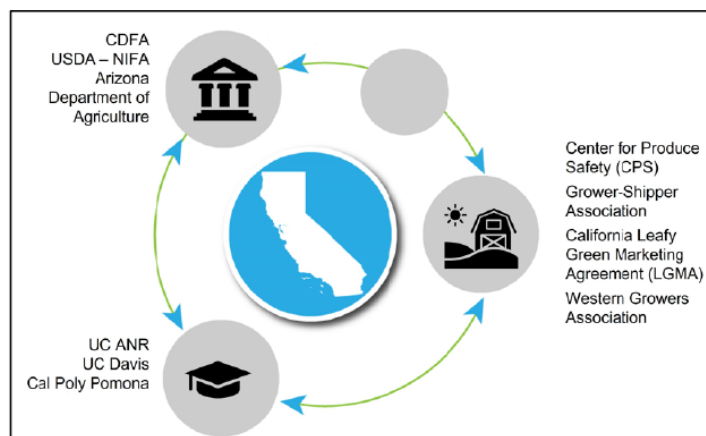 CDFA
USDA – NIFA
Arizona
Department of
Agriculture
Center for Produce
Safety (CPS)
Grower-Shipper
Association
California Leafy
Green Marketing
Agreement (LGMA)
Western Growers
Association
UC ANR
UC Davis
Cal Poly Pomona